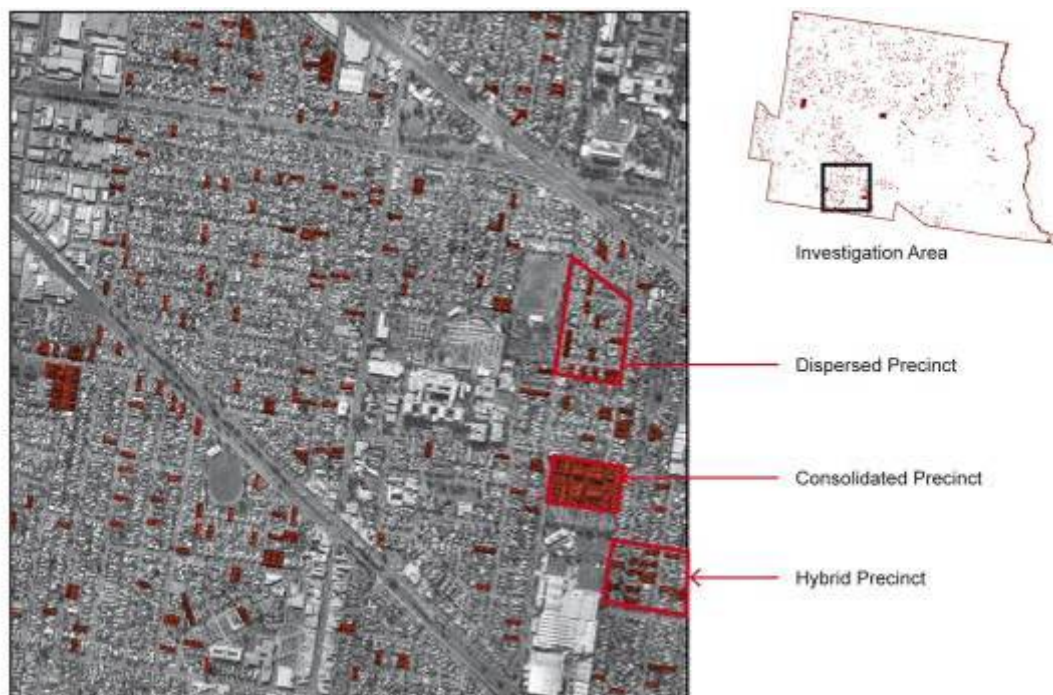 Investigation Area
Dispersed Precinct
Consolidated Precinct
Hybrid Precinct